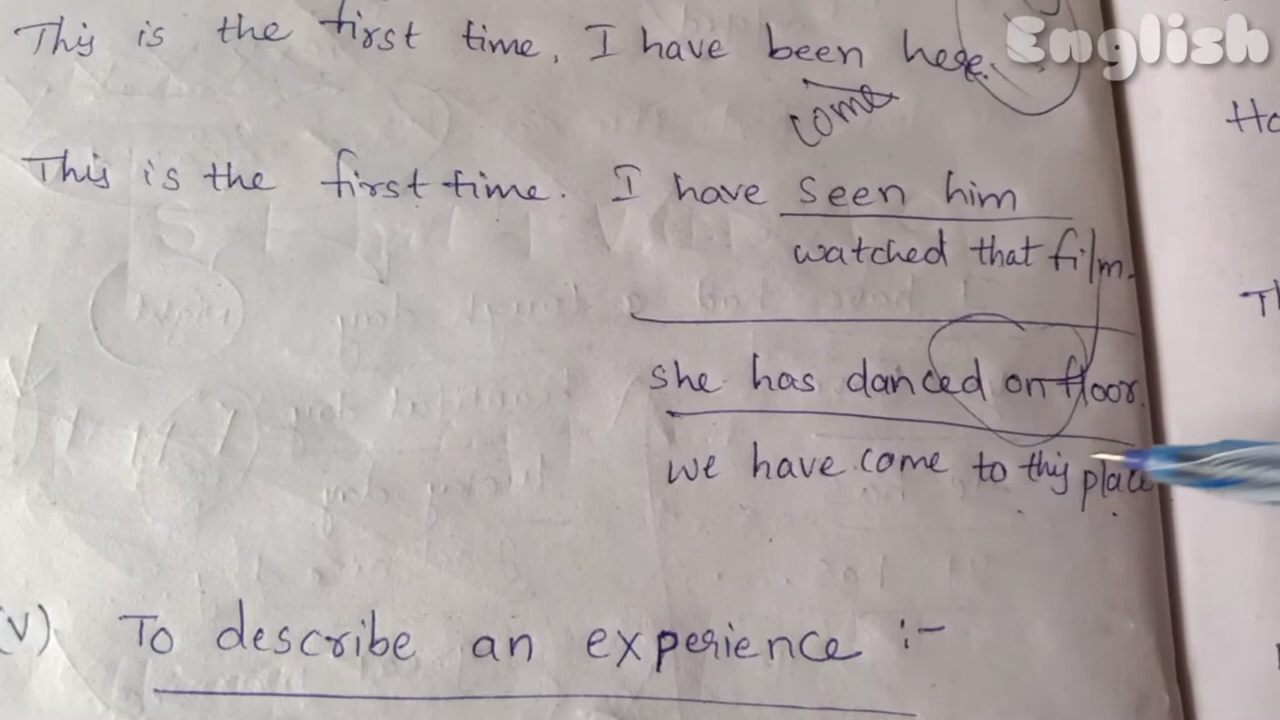 This is the first time, I have been here.
English
come
This is the first time. I have seen him
watched that film.
she has danced on floor.
we have come to this place
(V). To describe an experience :-
Ho